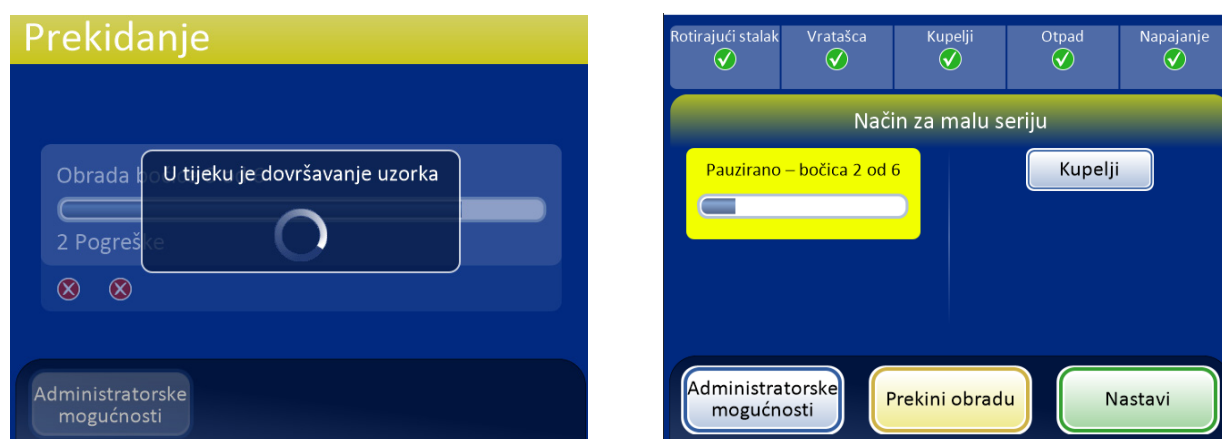 Prekidanje
Obrada
U tijeku je dovršavanje uzorka
2 Pogreške
Administratorske
mogućnosti
Rotirajući stalak
Vratašca
Kupelji
Otpad
Napajanje
Način za malu seriju
Pauzirano – bočica 2 od 6
Kupelji
Administratorske
mogućnosti
Prekini obradu
Nastavi